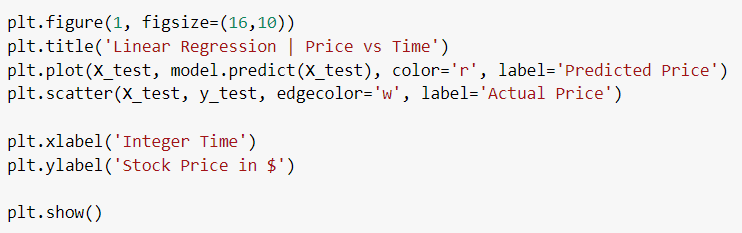 plt.figure(1, figsize=(16,10))
plt.title('Linear Regression | Price vs Time')
plt.plot(X_test, model.predict(X_test), color='r', label='Predicted Price')
plt.scatter(X_test, y_test, edgecolor='w', label='Actual Price')
plt.xlabel('Integer Time')
plt.ylabel('Stock Price in $')
plt.show()